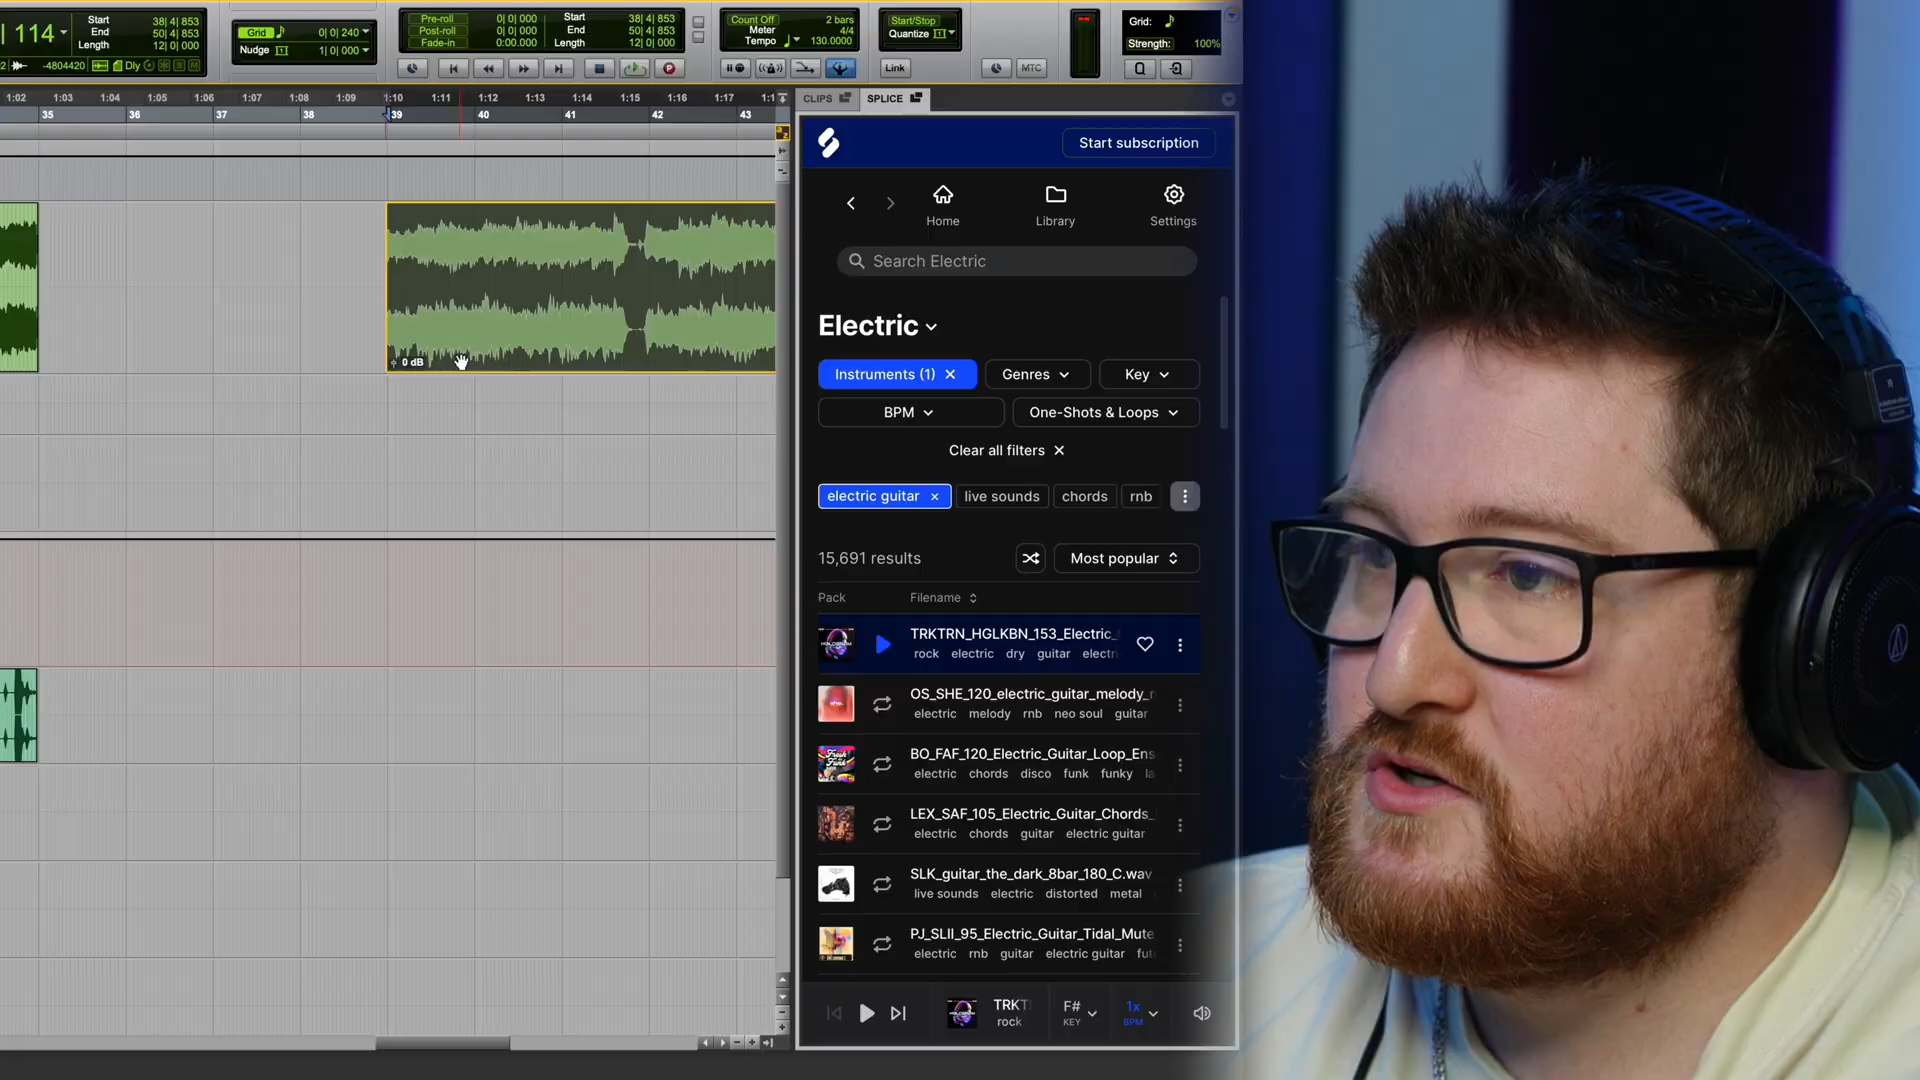 114
Start 38| 4| 853
End 50| 4| 853
Length 12| 0| 000
-4804420 Dly
Grid 0| 0| 240
Nudge 1| 0| 000
Pre-roll 0| 0| 000
Post-roll 0| 0| 000
Fade-in 0:00.000
Start 38| 4| 853
End 50| 4| 853
Length 12| 0| 000
Count Off 2 bars
Meter 4/4
Tempo 130.0000
Start/Stop
Quantize
Link
MTC
Grid:
Strength: 100%
1:02 1:03 1:04 1:05 1:06 1:07 1:08 1:09 1:10 1:11 1:12 1:13 1:14 1:15 1:16 1:17
35 36 37 38 39 40 41 42 43
0 dB
CLIPS SPLICE
Start subscription
Home Library Settings
Search Electric
Electric
Instruments (1) Genres Key
BPM One-Shots & Loops
Clear all filters
electric guitar live sounds chords rnb
15,691 results Most popular
Pack Filename
TRKTRN_HGLKBN_153_Electric_
rock electric dry guitar electri
OS_SHE_120_electric_guitar_melody_
electric melody rnb neo soul guitar
BO_FAF_120_Electric_Guitar_Loop_Ens
electric chords disco funk funky la
LEX_SAF_105_Electric_Guitar_Chords_
electric chords guitar electric guitar
SLK_guitar_the_dark_8bar_180_C.wav
live sounds electric distorted metal
PJ_SLII_95_Electric_Guitar_Tidal_Mute
electric rnb guitar electric guitar fut
TRKT
rock
F#
KEY
1x
BPM